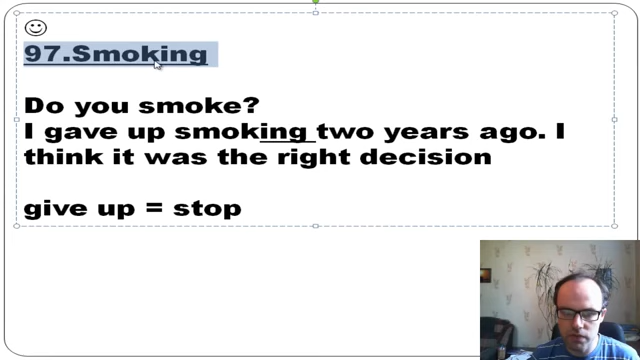 97.Smoking
Do you smoke?
I gave up smoking two years ago. I
think it was the right decision
give up = stop